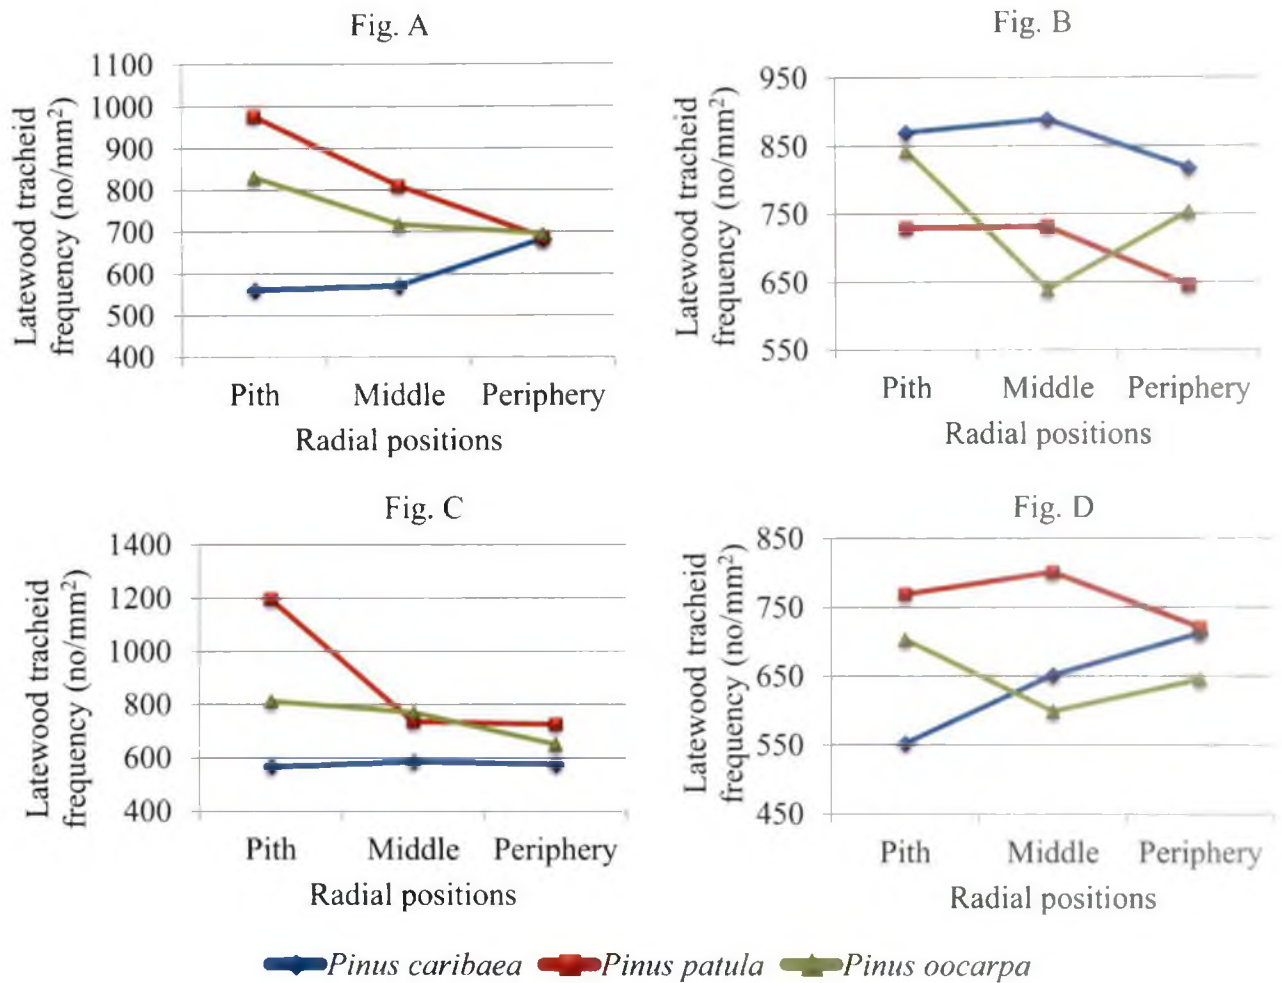 Fig. A
Latewood tracheid
frequency (no/mm²)
1100
1000
900
800
700
600
500
400
Pith Middle Periphery
Radial positions
Fig. B
Latewood tracheid
frequency (no/mm²)
950
850
750
650
550
Pith Middle Periphery
Radial positions
Fig. C
Latewood tracheid
frequency (no/mm²)
1400
1200
1000
800
600
400
Pith Middle Periphery
Radial positions
Fig. D
Latewood tracheid
frequency (no/mm²)
850
750
650
550
450
Pith Middle Periphery
Radial positions
Pinus caribaea Pinus patula Pinus oocarpa